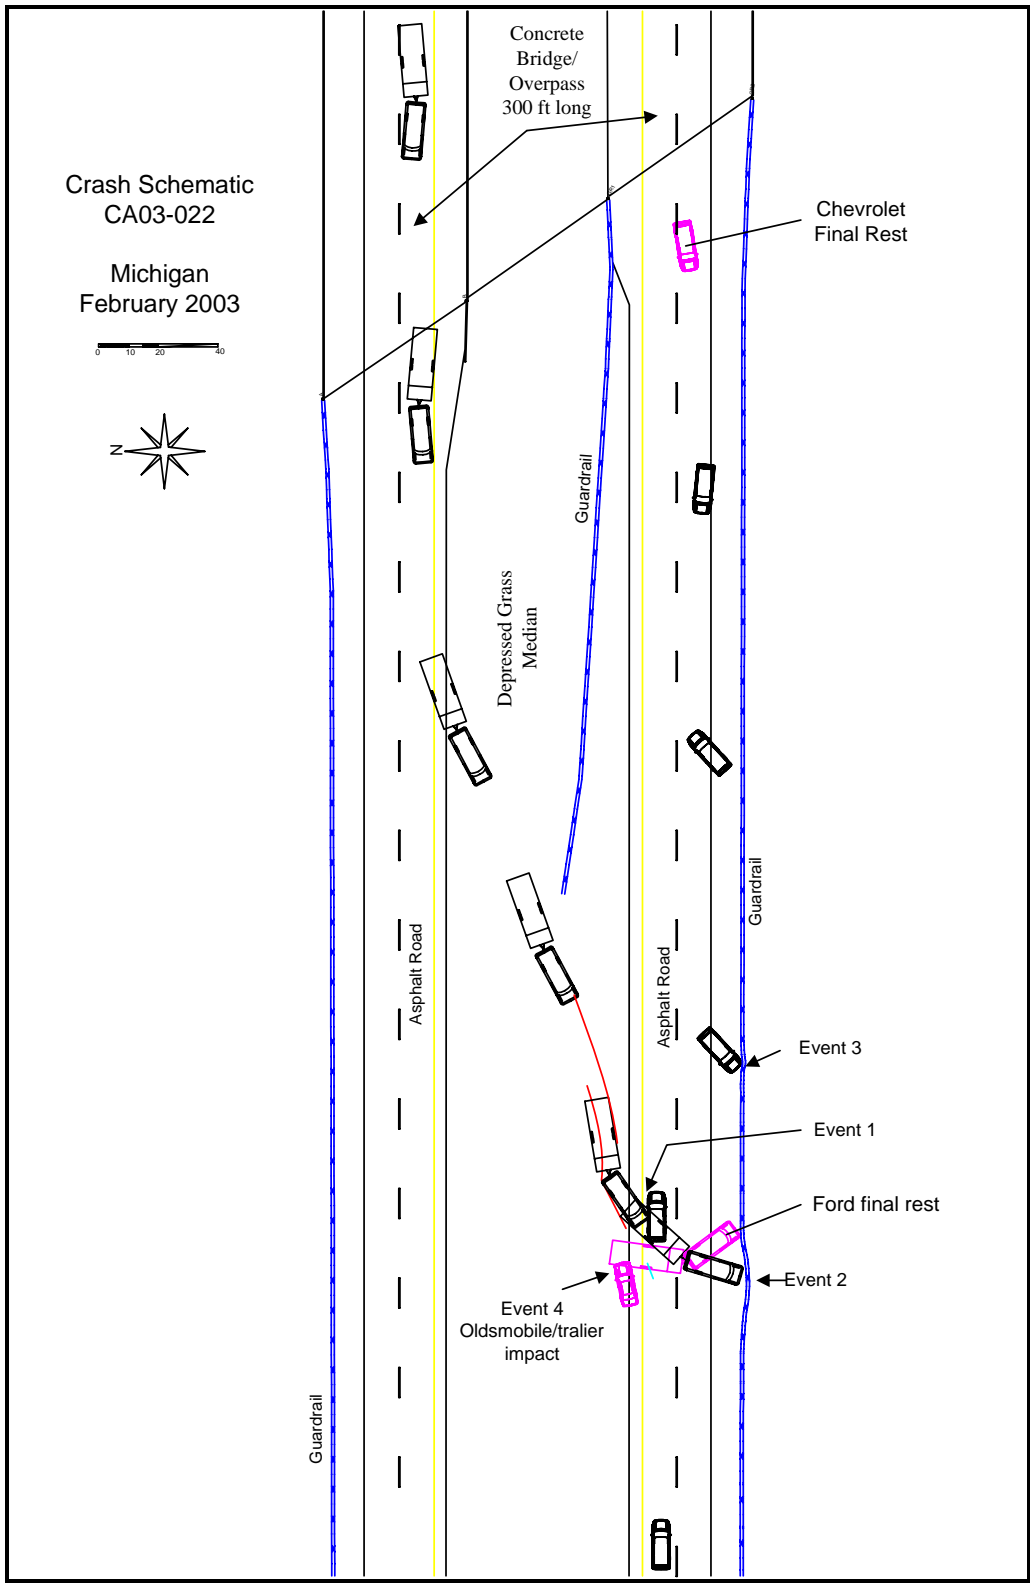 Concrete
Bridge/
Overpass
300 ft long
Crash Schematic
CA03-022
Michigan
February 2003
0 10 20 40
N
Chevrolet
Final Rest
Guardrail
Depressed Grass
Median
Guardrail
Asphalt Road
Asphalt Road
Event 3
Event 1
Ford final rest
Event 2
Event 4
Oldsmobile/tralier
impact
Guardrail